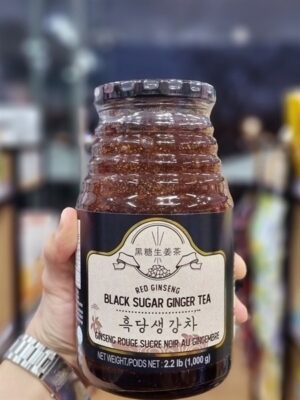 黑糖生姜茶
RED GINSENG
BLACK SUGAR GINGER TEA
흑당생강차
GINSENG ROUGE SUCRE NOIR AU GINGEMBRE
NET WEIGHT/POIDS NET : 2.2 lb (1,000 g)